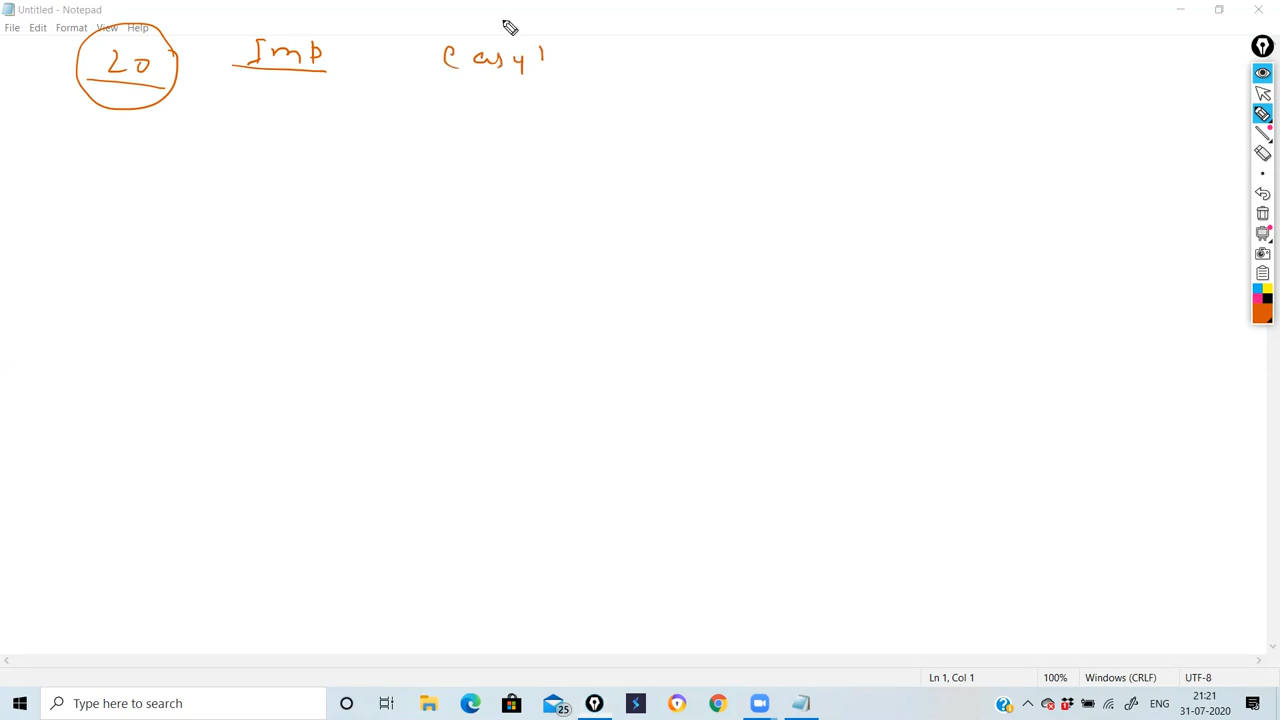 Untitled - Notepad
File Edit Format View Help
20 Imp easy
Ln 1, Col 1 100% Windows (CRLF) UTF-8
Type here to search 25 ENG 21:21
31-07-2020